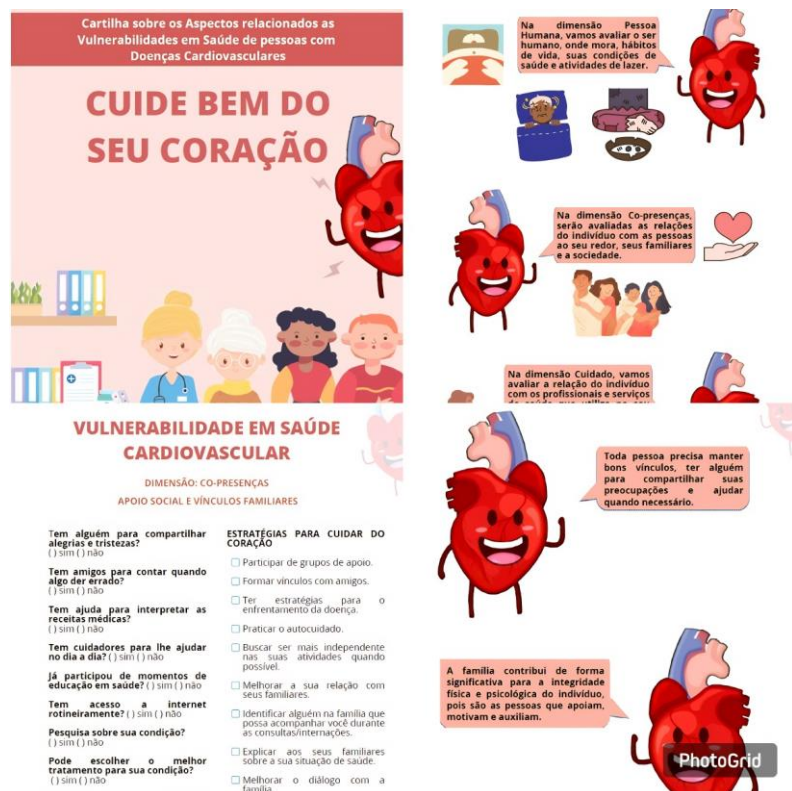 Cartilha sobre os Aspectos relacionados as
Vulnerabilidades em Saúde de pessoas com
Doenças Cardiovasculares
CUIDE BEM DO
SEU CORAÇÃO
Na dimensão Pessoa
Humana, vamos avaliar o ser
humano, onde mora, hábitos
de vida, suas condições de
saúde e atividades de lazer.
Na dimensão Co-presenças,
serão avaliadas as relações
do indivíduo com as pessoas
ao seu redor, seus familiares
e a sociedade.
Na dimensão Cuidado, vamos
avaliar a relação do indivíduo
com os profissionais e serviços
VULNERABILIDADE EM SAÚDE
CARDIOVASCULAR
DIMENSÃO: CO-PRESENÇAS
APOIO SOCIAL E VÍNCULOS FAMILIARES
Tem alguém para compartilhar
alegrias e tristezas?
( ) sim ( ) não
Tem amigos para contar quando
algo der errado?
( ) sim ( ) não
Tem ajuda para interpretar as
receitas médicas?
( ) sim ( ) não
Tem cuidadores para lhe ajudar
no dia a dia? ( ) sim ( ) não
Já participou de momentos de
educação em saúde? ( ) sim ( ) não
Tem acesso a internet
rotineiramente? ( ) sim ( ) não
Pesquisa sobre sua condição?
( ) sim ( ) não
Pode escolher o melhor
tratamento para sua condição?
( ) sim ( ) não
ESTRATÉGIAS PARA CUIDAR DO
CORAÇÃO
Participar de grupos de apoio.
Formar vínculos com amigos.
Ter estratégias para o
enfrentamento da doença.
Praticar o autocuidado.
Buscar ser mais independente
nas suas atividades quando
possível.
Melhorar a sua relação com
seus familiares.
Identificar alguém na família que
possa acompanhar você durante
as consultas/internações.
Explicar aos seus familiares
sobre a sua situação de saúde.
Melhorar o diálogo com a
família.
Toda pessoa precisa manter
bons vínculos, ter alguém
para compartilhar suas
preocupações e ajudar
quando necessário.
A família contribui de forma
significativa para a integridade
física e psicológica do indivíduo,
pois são as pessoas que apoiam,
motivam e auxiliam.
PhotoGrid